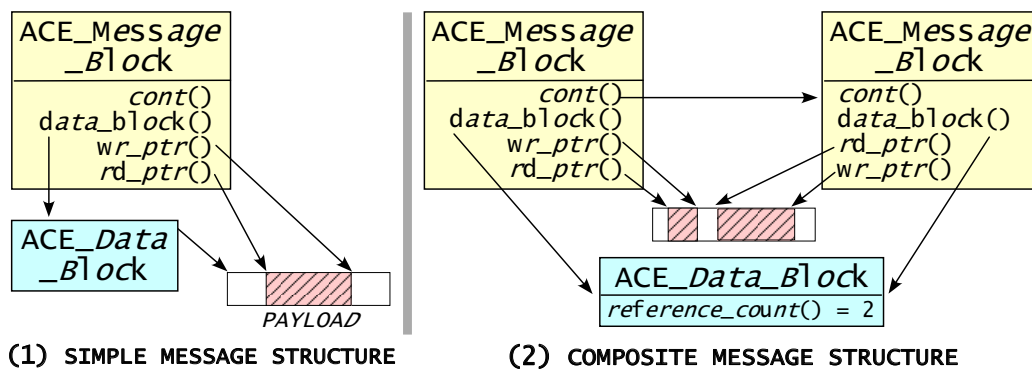 ACE_Message
_Block
cont()
data_block()
wr_ptr()
rd_ptr()
ACE_Data
_Block
PAYLOAD
(1) SIMPLE MESSAGE STRUCTURE
ACE_Message
_Block
cont()
data_block()
wr_ptr()
rd_ptr()
ACE_Message
_Block
cont()
data_block()
rd_ptr()
wr_ptr()
ACE_Data_Block
reference_count() = 2
(2) COMPOSITE MESSAGE STRUCTURE